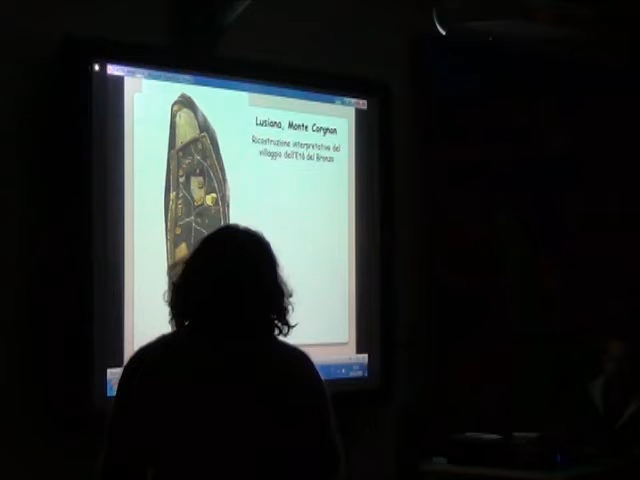 Lusiana, Monte Corgnon
Ricostruzione interpretativa del
villaggio dell'Età del Bronzo